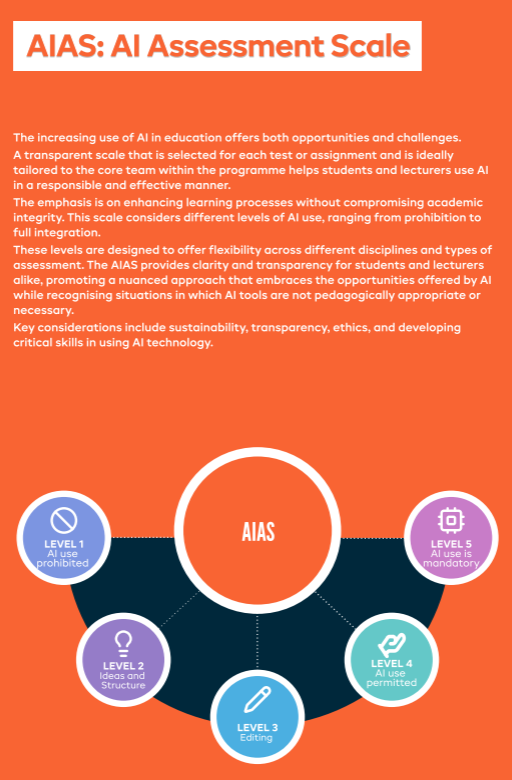 AIAS: AI Assessment Scale
The increasing use of AI in education offers both opportunities and challenges.
A transparent scale that is selected for each test or assignment and is ideally
tailored to the core team within the programme helps students and lecturers use AI
in a responsible and effective manner.
The emphasis is on enhancing learning processes without compromising academic
integrity. This scale considers different levels of AI use, ranging from prohibition to
full integration.
These levels are designed to offer flexibility across different disciplines and types of
assessment. The AIAS provides clarity and transparency for students and lecturers
alike, promoting a nuanced approach that embraces the opportunities offered by AI
while recognising situations in which AI tools are not pedagogically appropriate or
necessary.
Key considerations include sustainability, transparency, ethics, and developing
critical skills in using AI technology.
AIAS
LEVEL 1
AI use
prohibited
LEVEL 2
Ideas and
Structure
LEVEL 3
Editing
LEVEL 4
AI use
permitted
LEVEL 5
AI use is
mandatory